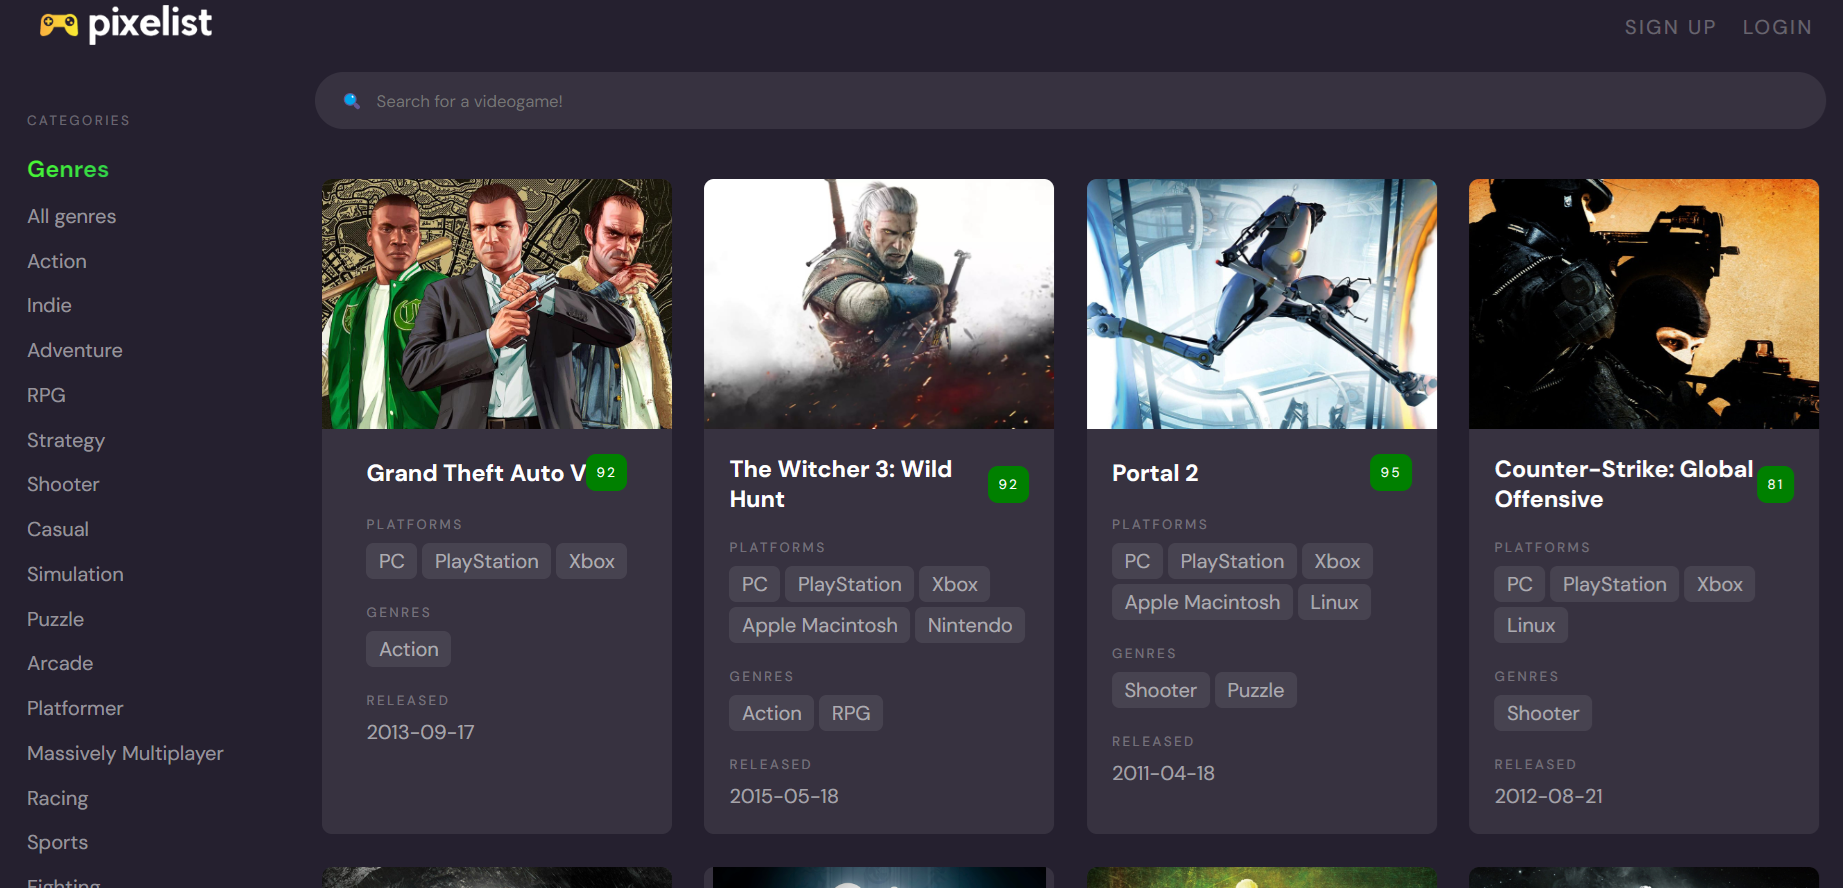 pixelist
SIGN UP LOGIN
Search for a videogame!
CATEGORIES
Genres
All genres
Action
Indie
Adventure
RPG
Strategy
Shooter
Casual
Simulation
Puzzle
Arcade
Platformer
Massively Multiplayer
Racing
Sports
Fighting
Grand Theft Auto V 92
PLATFORMS
PC PlayStation Xbox
GENRES
Action
RELEASED
2013-09-17
The Witcher 3: Wild
Hunt
92
PLATFORMS
PC PlayStation Xbox
Apple Macintosh Nintendo
GENRES
Action RPG
RELEASED
2015-05-18
Portal 2 95
PLATFORMS
PC PlayStation Xbox
Apple Macintosh Linux
GENRES
Shooter Puzzle
RELEASED
2011-04-18
Counter-Strike: Global
Offensive
81
PLATFORMS
PC PlayStation Xbox
Linux
GENRES
Shooter
RELEASED
2012-08-21